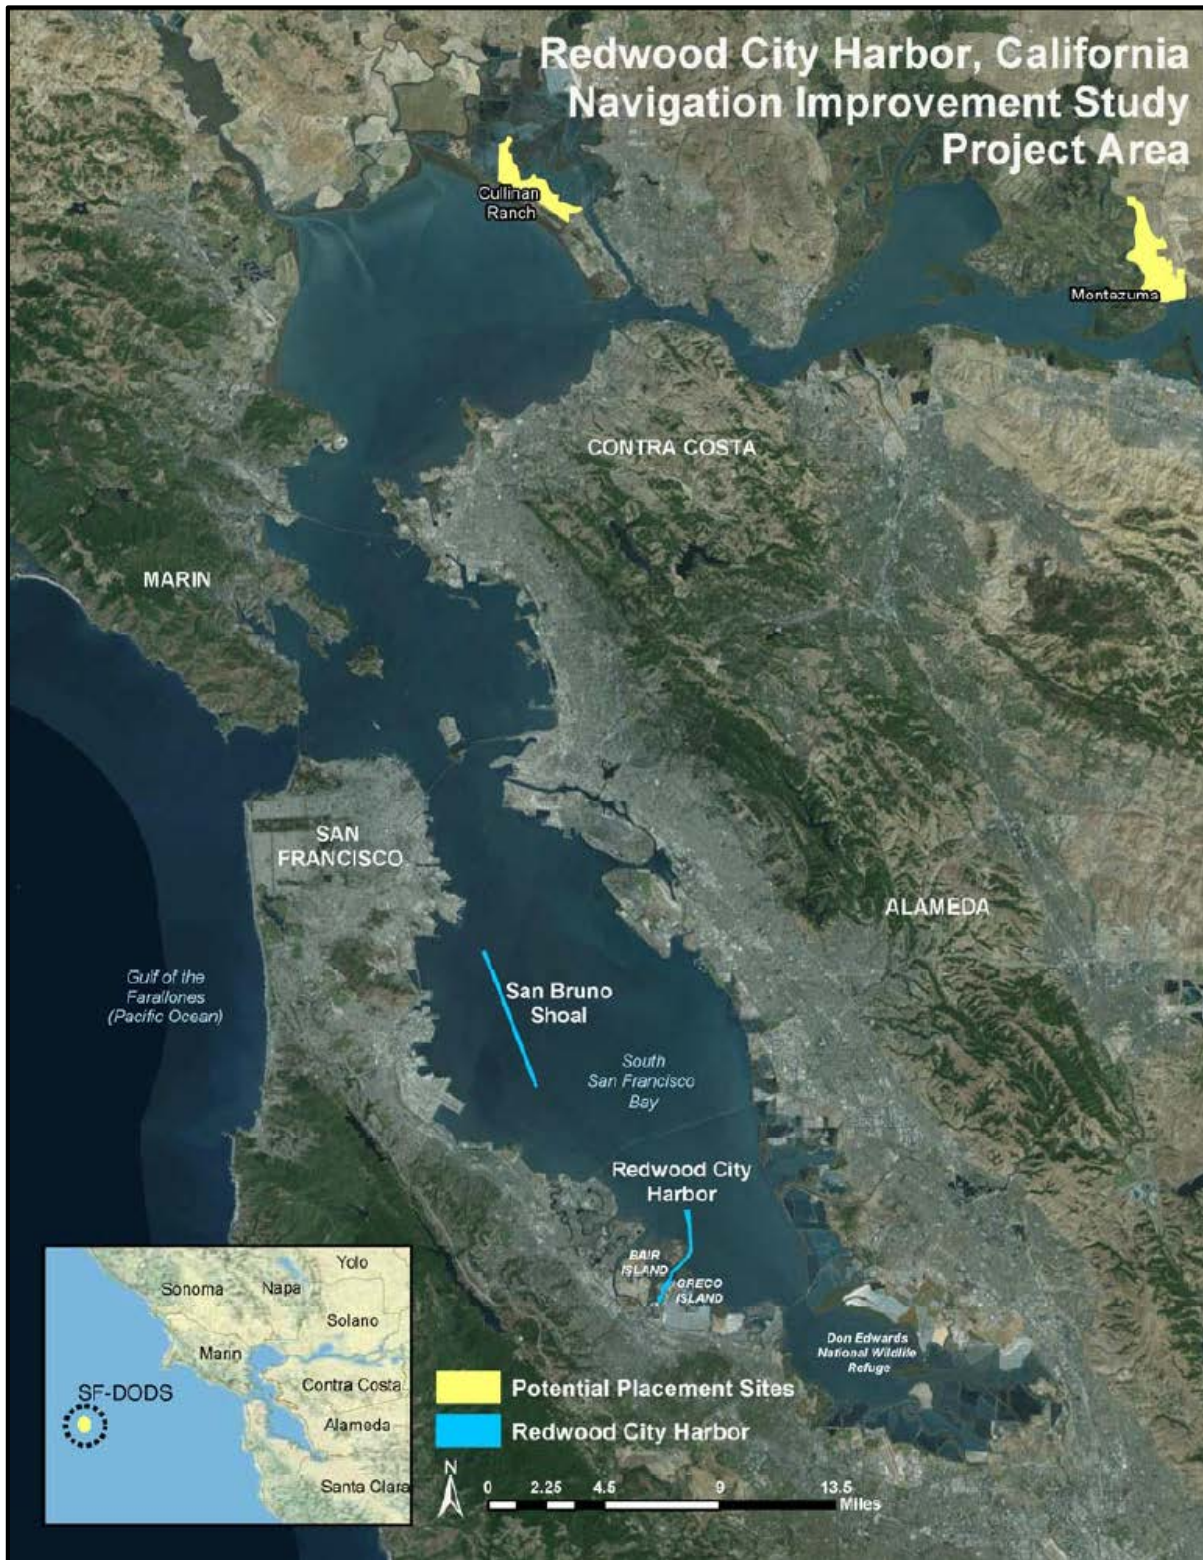 Redwood City Harbor, California
Navigation Improvement Study
Project Area
Cullinan
Ranch
Montezuma
CONTRA COSTA
MARIN
SAN
FRANCISCO
ALAMEDA
Gulf of the
Farallones
(Pacific Ocean)
San Bruno
Shoal
South
San Francisco
Bay
Redwood City
Harbor
BAIR
ISLAND
GRECO
ISLAND
Don Edwards
National Wildlife
Refuge
Yolo
Sonoma
Napa
Solano
Marin
Contra Costa
SF-DODS
Alameda
Santa Clara
Potential Placement Sites
Redwood City Harbor
N
0 2.25 4.5 9 13.5
Miles